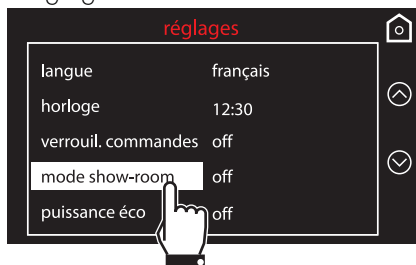 réglages
langue français
horloge 12:30
verrouil. commandes off
mode show-room off
puissance éco off